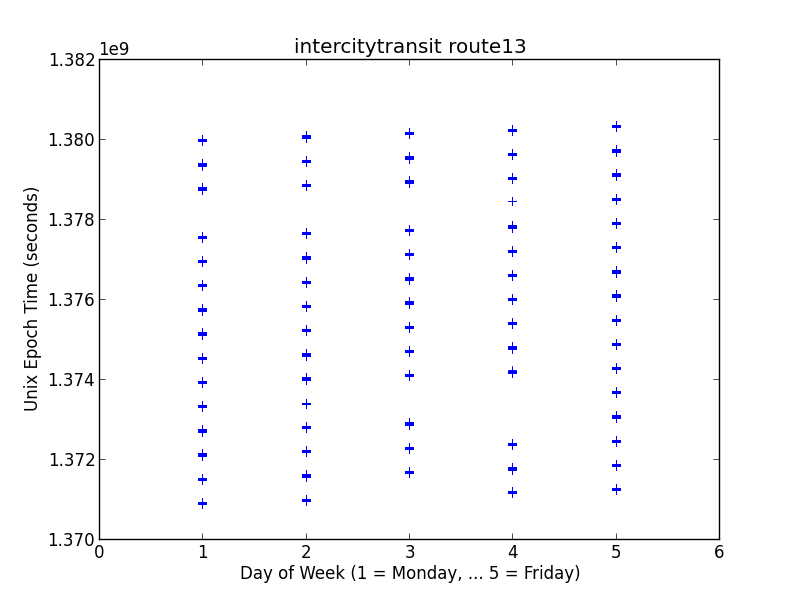 intercitytransit route13
1e9
1.382
1.380
1.378
1.376
1.374
1.372
1.370
Unix Epoch Time (seconds)
0 1 2 3 4 5 6
Day of Week (1 = Monday, ... 5 = Friday)